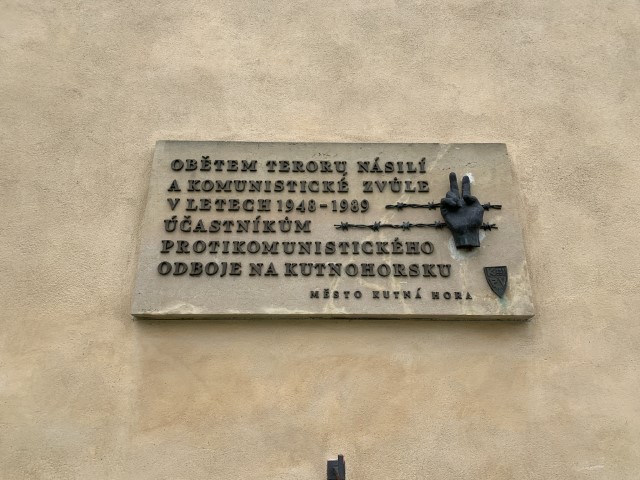 OBĚTEM TERORU NÁSILÍ
A KOMUNISTICKÉ ZVŮLE
V LETECH 1948-1989
ÚČASTNÍKŮM
PROTIKOMUNISTICKÉHO
ODBOJE NA KUTNOHORSKU
MĚSTO KUTNÁ HORA